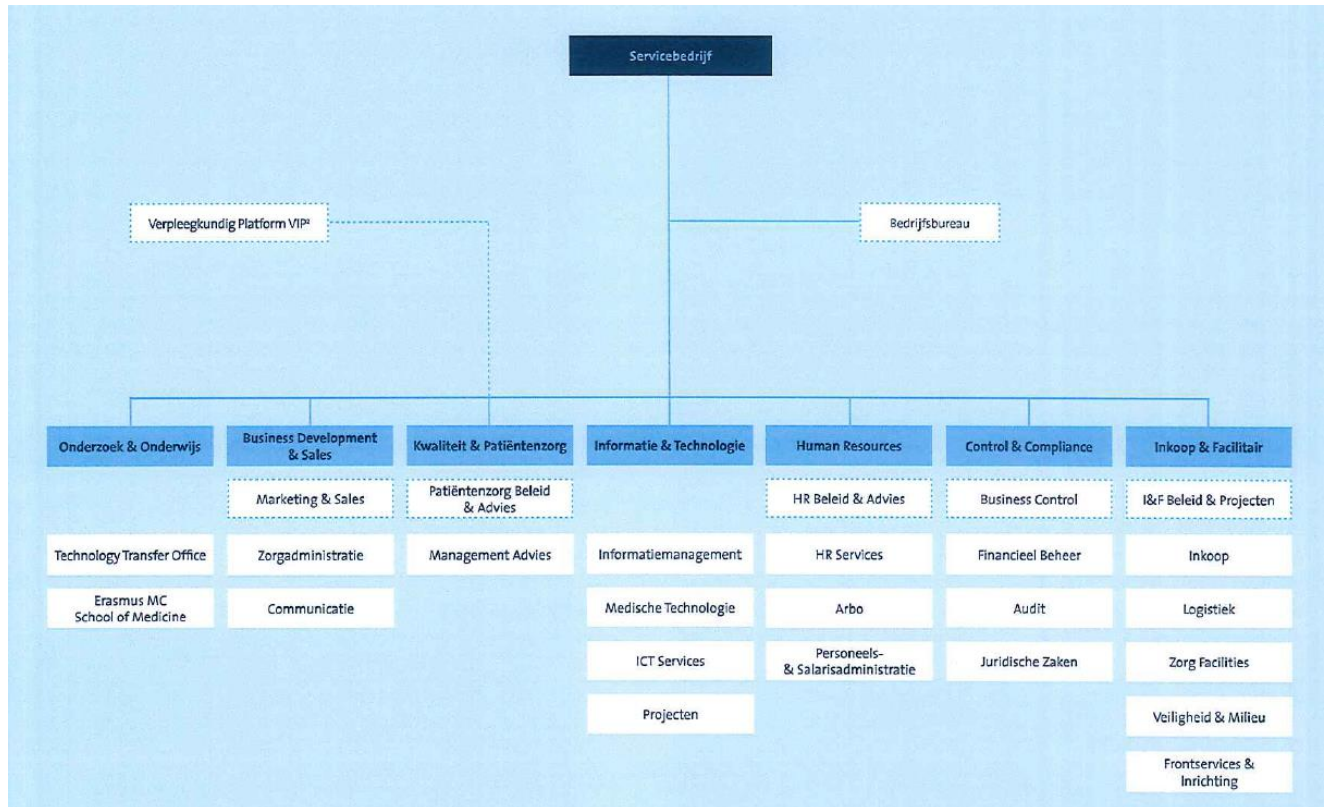 Servicebedrijf
Verpleegkundig Platform VIP²
Bedrijfsbureau
Onderzoek & Onderwijs
Technology Transfer Office
Erasmus MC
School of Medicine
Business Development
& Sales
Marketing & Sales
Zorgadministratie
Communicatie
Kwaliteit & Patiëntenzorg
Patiëntenzorg Beleid
& Advies
Management Advies
Informatie & Technologie
Informatiemanagement
Medische Technologie
ICT Services
Projecten
Human Resources
HR Beleid & Advies
HR Services
Arbo
Personeels-
& Salarisadministratie
Control & Compliance
Business Control
Financieel Beheer
Audit
Juridische Zaken
Inkoop & Facilitair
I&F Beleid & Projecten
Inkoop
Logistiek
Zorg Facilities
Veiligheid & Milieu
Frontservices &
Inrichting